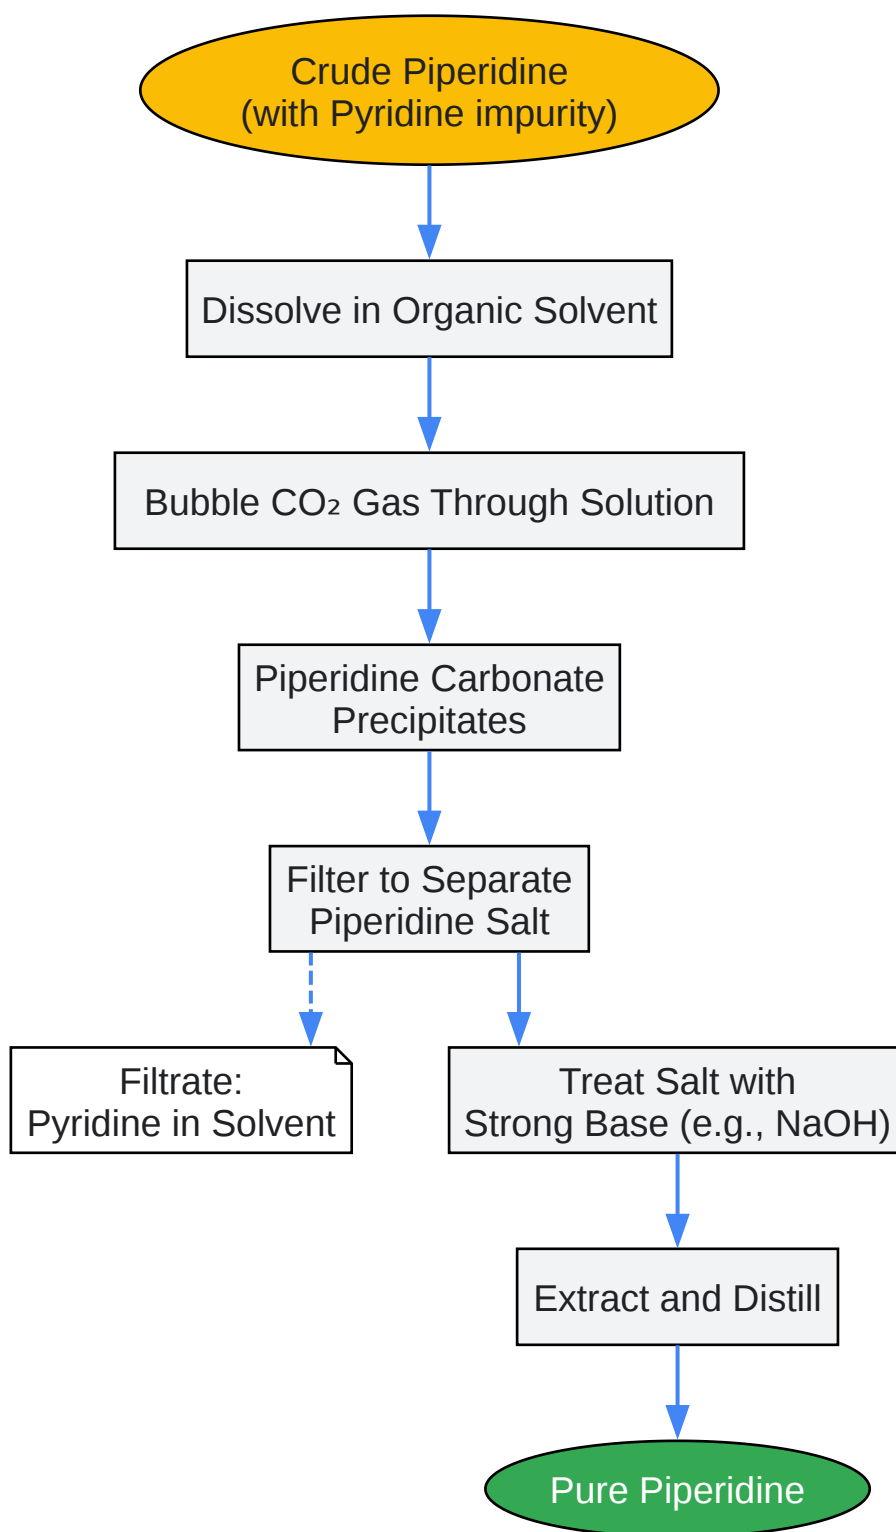 Crude Piperidine
(with Pyridine impurity)
Dissolve in Organic Solvent
Bubble CO₂ Gas Through Solution
Piperidine Carbonate
Precipitates
Filter to Separate
Piperidine Salt
Filtrate:
Pyridine in Solvent
Treat Salt with
Strong Base (e.g., NaOH)
Extract and Distill
Pure Piperidine